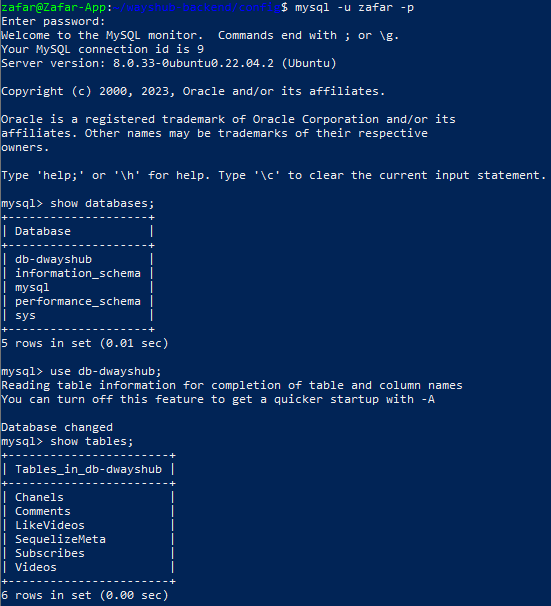 zafar@Zafar-App:~/dayshub-backend/config$ mysql -u zafar -p
Enter password:
Welcome to the MySQL monitor.  Commands end with ; or \g.
Your MySQL connection id is 9
Server version: 8.0.33-0ubuntu0.22.04.2 (Ubuntu)

Copyright (c) 2000, 2023, Oracle and/or its affiliates.

Oracle is a registered trademark of Oracle Corporation and/or its
affiliates. Other names may be trademarks of their respective
owners.

Type 'help;' or '\h' for help. Type '\c' to clear the current input statement.

mysql> show databases;
+--------------------+
| Database           |
+--------------------+
| db-dwayshub        |
| information_schema |
| mysql              |
| performance_schema |
| sys                |
+--------------------+
5 rows in set (0.01 sec)

mysql> use db-dwayshub;
Reading table information for completion of table and column names
You can turn off this feature to get a quicker startup with -A

Database changed
mysql> show tables;
+-----------------------+
| Tables_in_db-dwayshub |
+-----------------------+
| Chanels               |
| Comments              |
| LikeVideos            |
| SequelizeMeta         |
| Subscribes            |
| Videos                |
+-----------------------+
6 rows in set (0.00 sec)